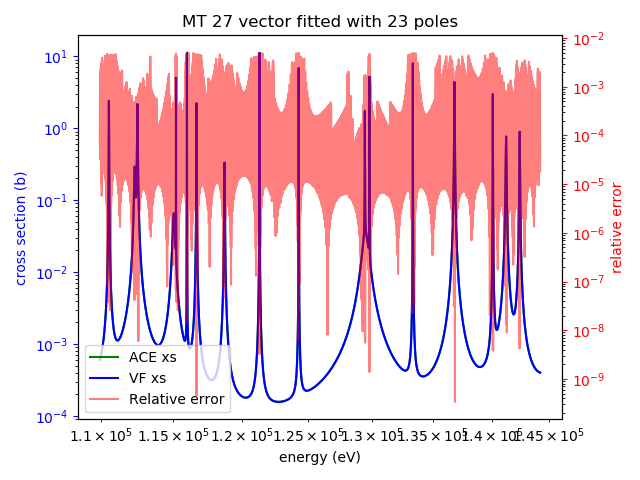 MT 27 vector fitted with 23 poles
10¹
10⁰
10⁻¹
10⁻²
10⁻³
10⁻⁴
cross section (b)
10⁻²
10⁻³
10⁻⁴
10⁻⁵
10⁻⁶
10⁻⁷
10⁻⁸
10⁻⁹
relative error
ACE xs
VF xs
Relative error
1.1 × 10⁵ 1.15 × 10⁵ 1.2 × 10⁵ 1.25 × 10⁵ 1.3 × 10⁵ 1.35 × 10⁵ 1.4 × 10⁵ 1.45 × 10⁵
energy (eV)